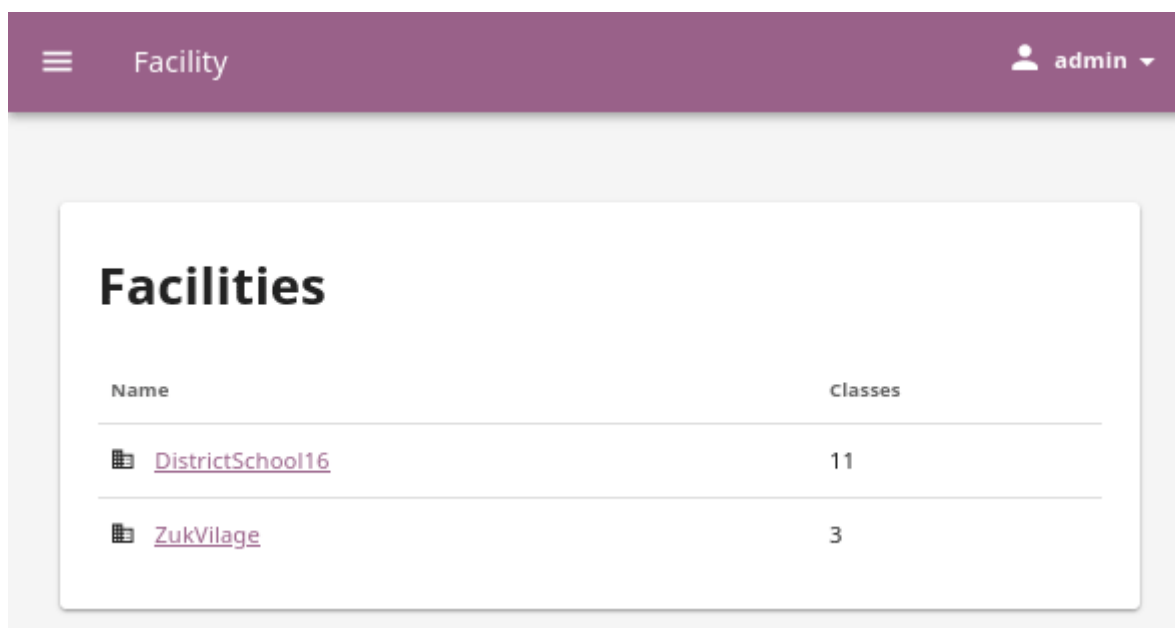 Facility admin
Facilities
Name Classes
DistrictSchool16 11
ZukVilage 3